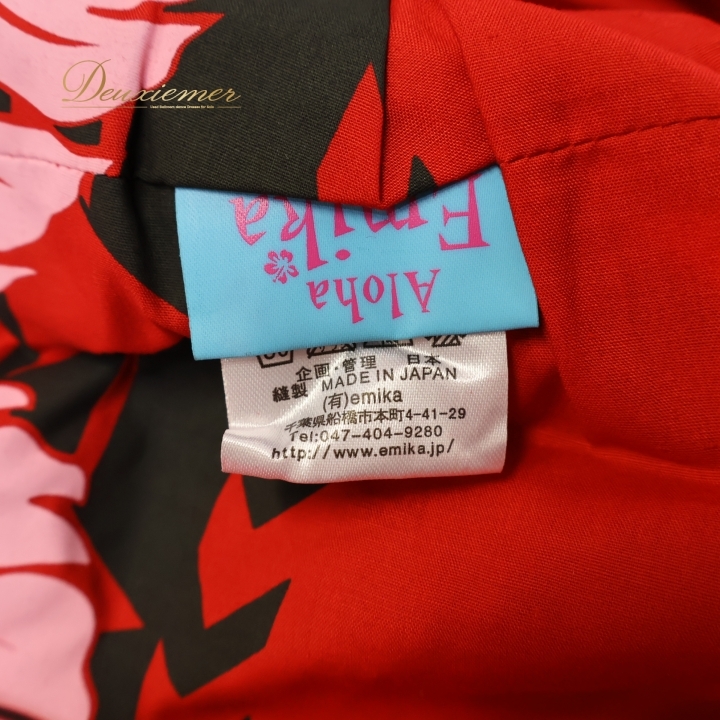 Deuxiemer
Aloha
Emika
企画・管理 日本
縫製 MADE IN JAPAN
(有)emika
千葉県船橋市本町4-41-29
Tel:047-404-9280
http://www.emika.jp/